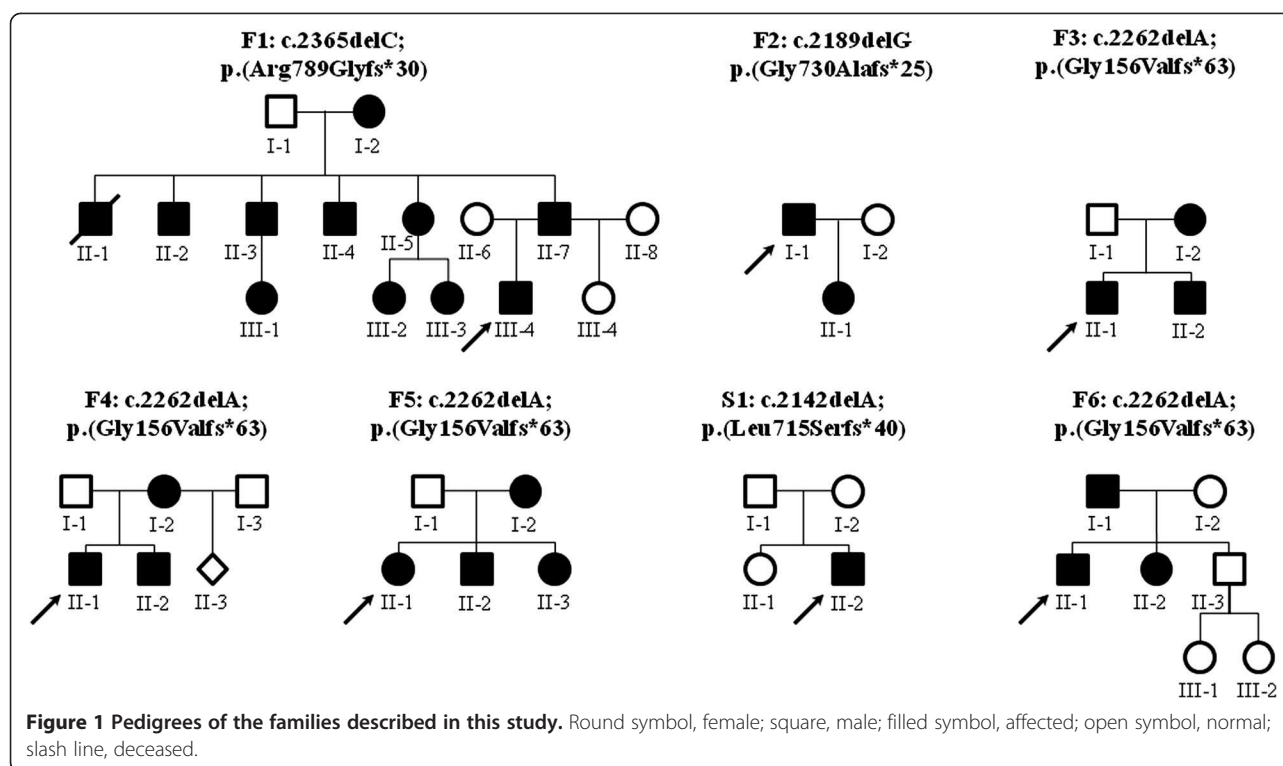 F1: c.2365delC;
p.(Arg789Glyfs*30)
I-1 I-2
II-1 II-2 II-3 II-4 II-5 II-6 II-7 II-8
III-1 III-2 III-3 III-4 III-4
F2: c.2189delG
p.(Gly730Alafs*25)
I-1 I-2
II-1
F3: c.2262delA;
p.(Gly156Valfs*63)
I-1 I-2
II-1 II-2
F4: c.2262delA;
p.(Gly156Valfs*63)
I-1 I-2 I-3
II-1 II-2 II-3
F5: c.2262delA;
p.(Gly156Valfs*63)
I-1 I-2
II-1 II-2 II-3
S1: c.2142delA;
p.(Leu715Serfs*40)
I-1 I-2
II-1 II-2
F6: c.2262delA;
p.(Gly156Valfs*63)
I-1 I-2
II-1 II-2 II-3
III-1 III-2
Figure 1 Pedigrees of the families described in this study. Round symbol, female; square, male; filled symbol, affected; open symbol, normal;
slash line, deceased.